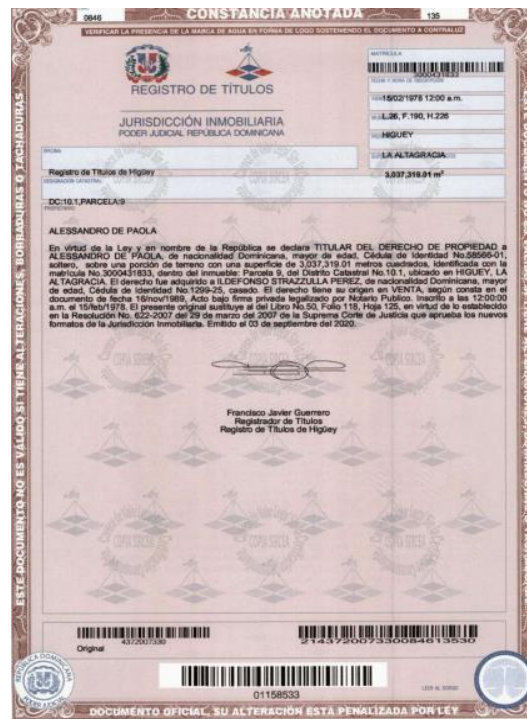 0846
CONSTANCIA ANOTADA
135
VERIFICAR LA PRESENCIA DE LA MARCA DE AGUA EN FORMA DE LOGO SOSTENIENDO EL DOCUMENTO A CONTRALUZ
REGISTRO DE TÍTULOS
JURISDICCIÓN INMOBILIARIA
PODER JUDICIAL REPÚBLICA DOMINICANA
MATRÍCULA
3000431833
15/02/1978 12:00 a.m.
L.26, F.190, H.226
HIGUEY
LA ALTAGRACIA
3,037,319.01 m²
OFICINA
Registro de Títulos de Higüey
DESIGNACIÓN CATASTRAL
DC:10.1,PARCELA:9
PROPIETARIO
ALESSANDRO DE PAOLA
En virtud de la Ley y en nombre de la República se declara TITULAR DEL DERECHO DE PROPIEDAD a
ALESSANDRO DE PAOLA, de nacionalidad Dominicana, mayor de edad, Cédula de Identidad No.58566-01,
soltero, sobre una porción de terreno con una superficie de 3,037,319.01 metros cuadrados, identificada con la
matrícula No.3000431833, dentro del inmueble: Parcela 9, del Distrito Catastral No.10.1, ubicado en HIGUEY, LA
ALTAGRACIA. El derecho fue adquirido a ILDEFONSO STRAZZULLA PEREZ, de nacionalidad Dominicana, mayor
de edad, Cédula de Identidad No.1299-25, casado. El derecho tiene su origen en VENTA, según consta en el
documento de fecha 16/nov/1989, Acto bajo firma privada legalizado por Notario Publico. Inscrito a las 12:00:00
a.m. el 15/feb/1978. El presente original sustituye al del Libro No.50, Folio 118, Hoja 125, en virtud de lo establecido
en la Resolución No. 622-2007 del 29 de marzo del 2007 de la Suprema Corte de Justicia que aprueba los nuevos
formatos de la Jurisdicción Inmobiliaria. Emitido el 03 de septiembre del 2020.
Francisco Javier Guerrero
Registrador de Títulos
Registro de Títulos de Higüey
ESTE DOCUMENTO NO ES VÁLIDO SI TIENE ALTERACIONES, BORRADURAS O TACHADURAS
4372007330
Original
214372007330084613530
01158533
LEER AL DORSO
DOCUMENTO OFICIAL, SU ALTERACIÓN ESTÁ PENALIZADA POR LEY